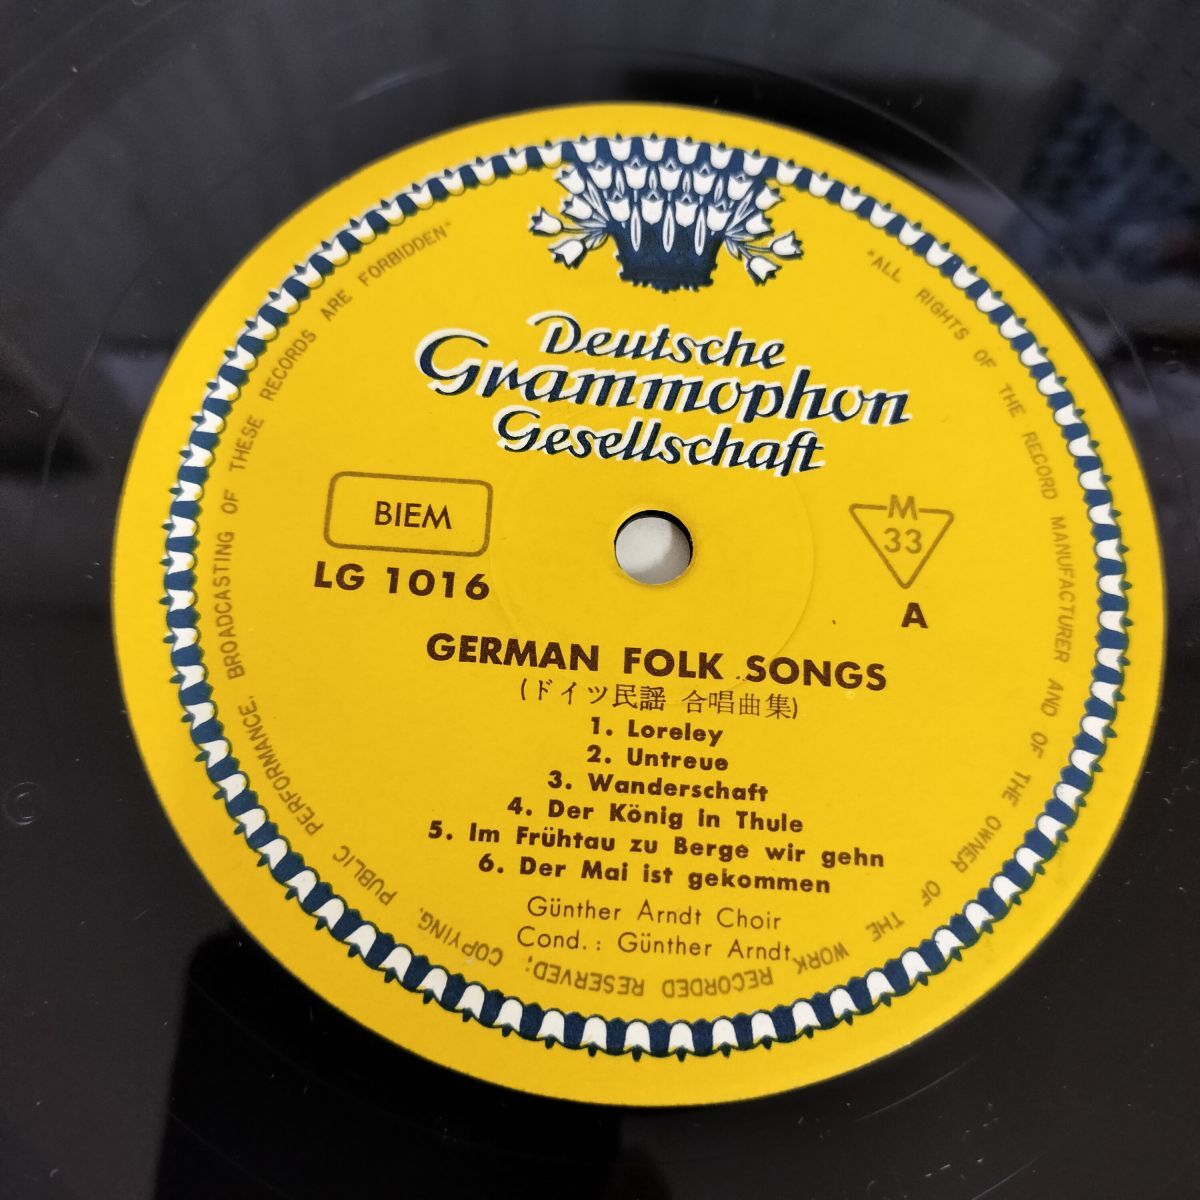 "ALL RIGHTS OF THE RECORD MANUFACTURER AND OF THE OWNER OF THE WORK RECORDED RESERVED; COPYING, PUBLIC PERFORMANCE, BROADCASTING OF THESE RECORDS ARE FORBIDDEN"
Deutsche
Grammophon
Gesellschaft
BIEM
LG 1016
M
33
A
GERMAN FOLK SONGS
(ドイツ民謡 合唱曲集)
1. Loreley
2. Untreue
3. Wanderschaft
4. Der König in Thule
5. Im Frühtau zu Berge wir gehn
6. Der Mai ist gekommen
Günther Arndt Choir
Cond.: Günther Arndt